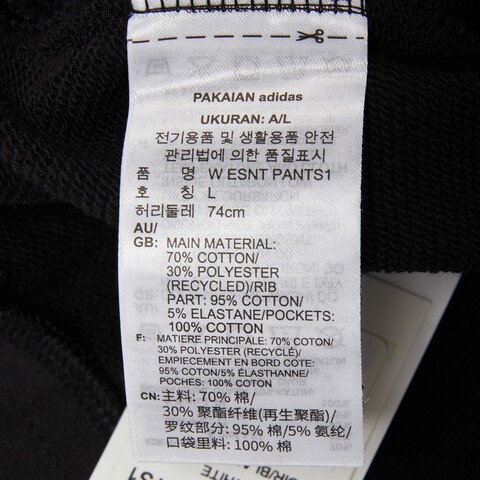 PAKAIAN adidas
UKURAN: A/L
전기용품 및 생활용품 안전
관리법에 의한 품질표시
품 명 W ESNT PANTS1
호 칭 L
허리둘레 74cm
AU/
GB: MAIN MATERIAL:
70% COTTON/
30% POLYESTER
(RECYCLED)/RIB
PART: 95% COTTON/
5% ELASTANE/POCKETS:
100% COTTON
F: MATIERE PRINCIPALE: 70% COTON/
30% POLYESTER (RECYCLÉ)/
EMPIECEMENT EN BORD COTE:
95% COTON/5% ÉLASTHANNE/
POCHES: 100% COTON
CN: 主料: 70% 棉/
30% 聚酯纤维(再生聚酯)/
罗纹部分: 95% 棉/5% 氨纶/
口袋里料: 100% 棉